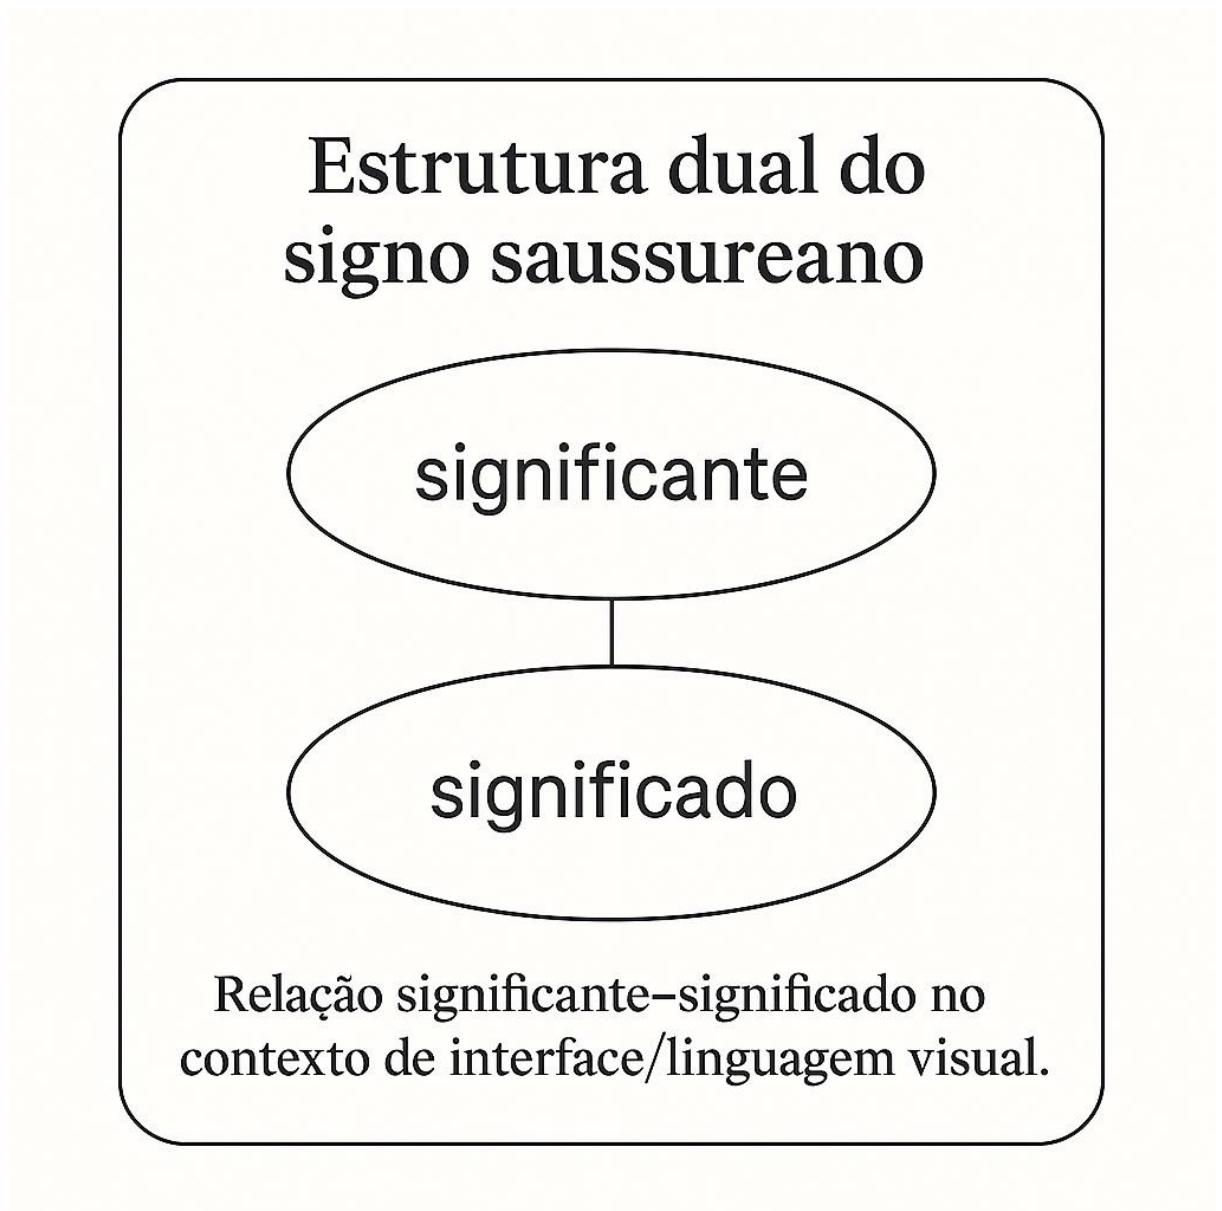 Estrutura dual do
signo saussureano
significante
significado
Relação significante–significado no
contexto de interface/linguagem visual.